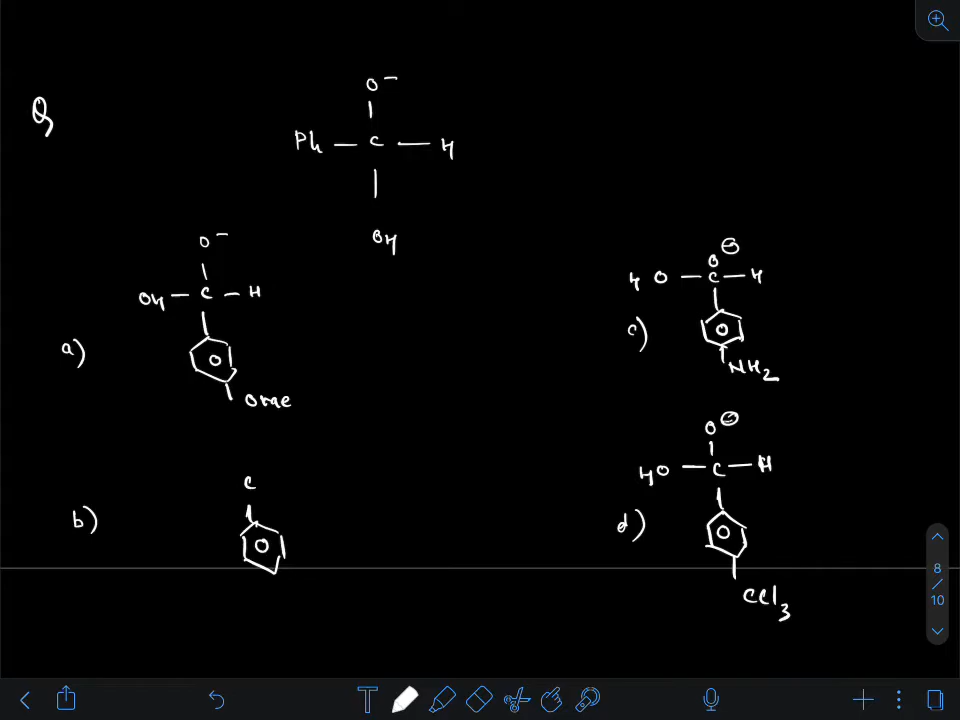 Q
O⁻
Ph — C — H
OH
a)
O⁻
OH — C — H
OMe
b)
C
c)
O⊖
HO — C — H
NH₂
d)
O⊖
HO — C — H
CCl₃
8
/
10
T